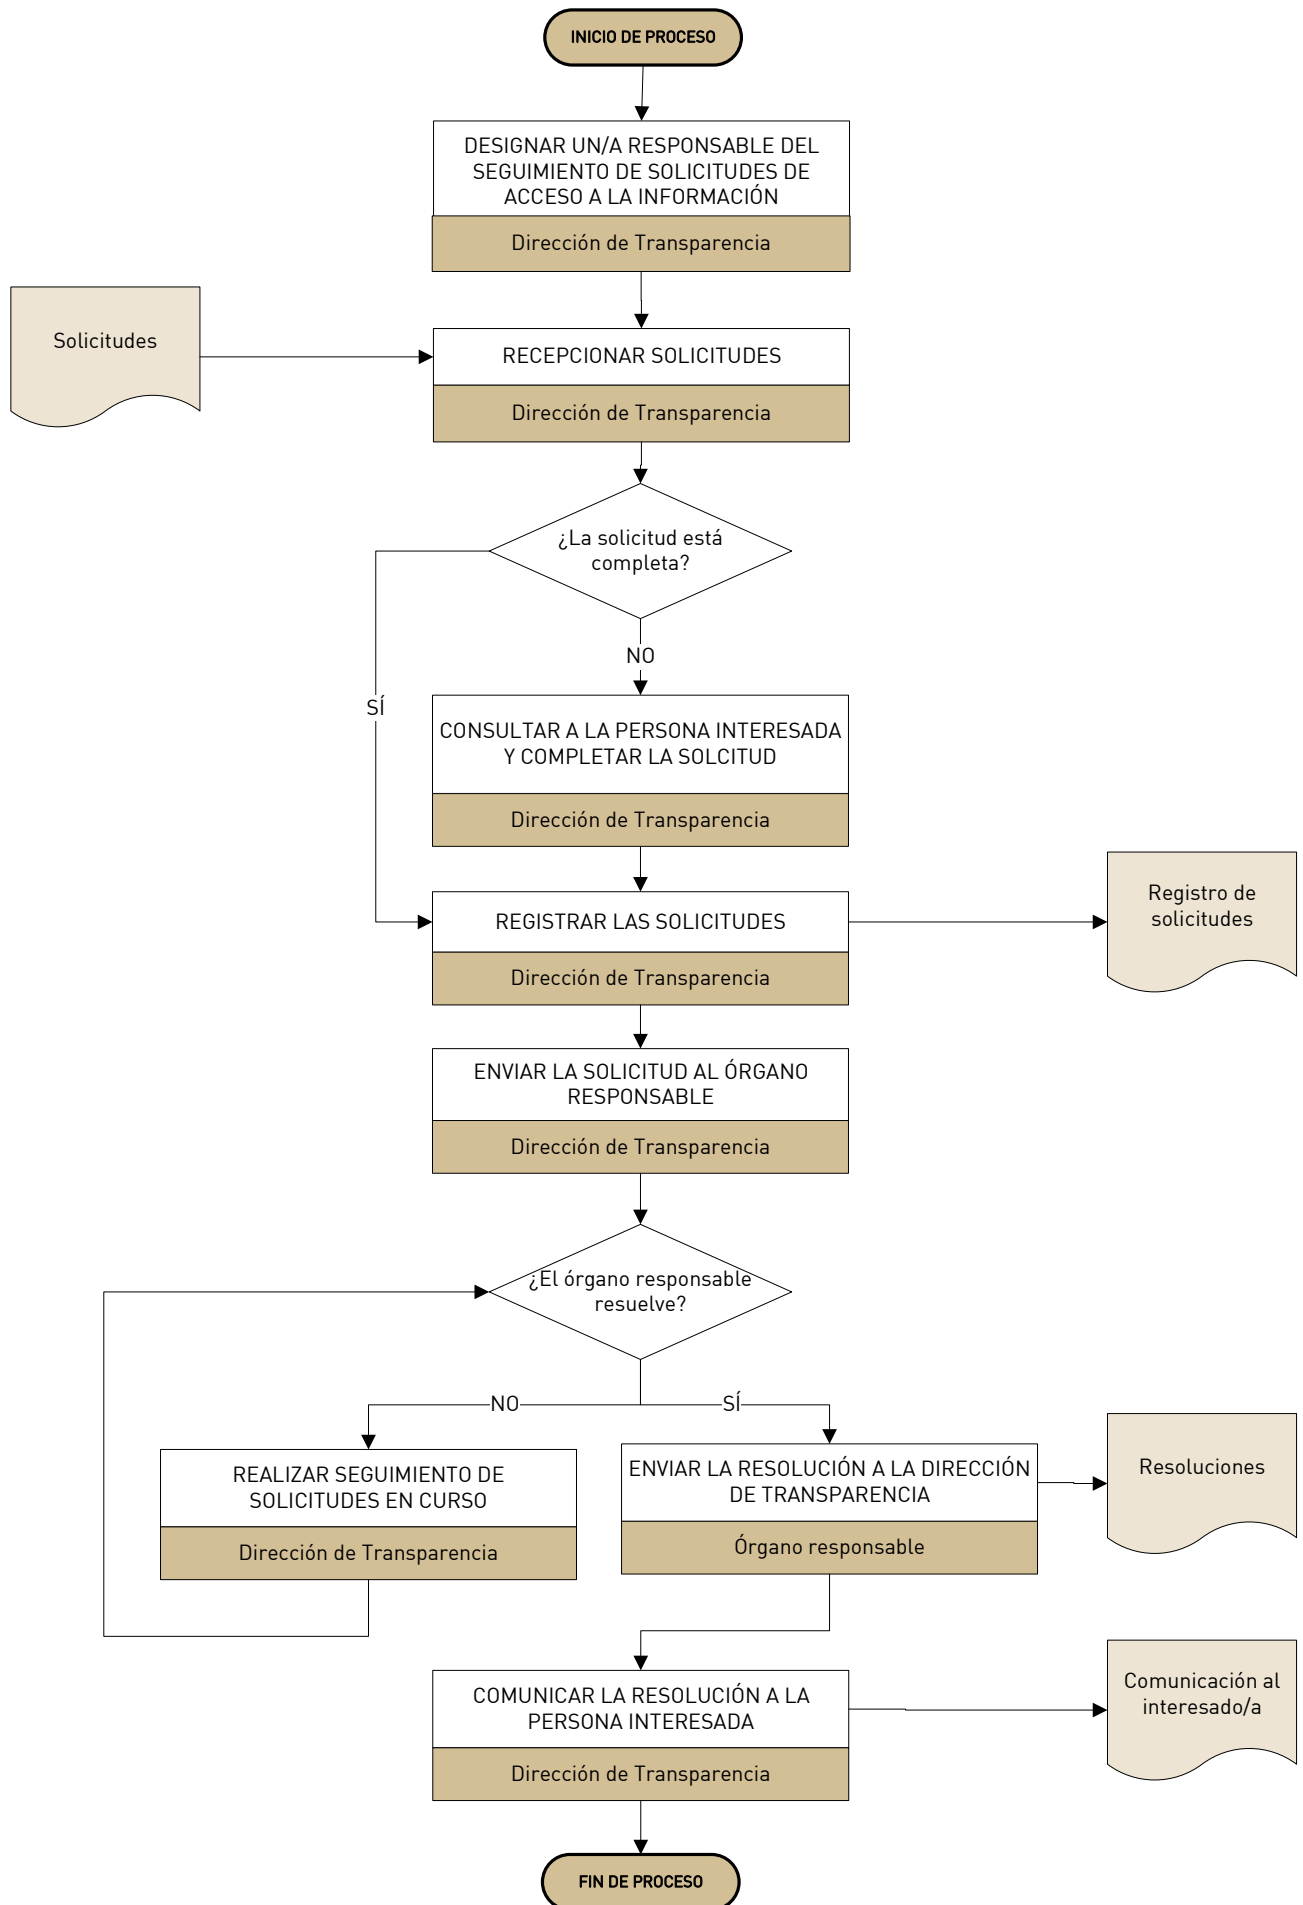 INICIO DE PROCESO
DESIGNAR UN/A RESPONSABLE DEL
SEGUIMIENTO DE SOLICITUDES DE
ACCESO A LA INFORMACIÓN
Dirección de Transparencia
Solicitudes
RECEPCIONAR SOLICITUDES
Dirección de Transparencia
¿La solicitud está
completa?
NO
SÍ
CONSULTAR A LA PERSONA INTERESADA
Y COMPLETAR LA SOLCITUD
Dirección de Transparencia
REGISTRAR LAS SOLICITUDES
Dirección de Transparencia
Registro de
solicitudes
ENVIAR LA SOLICITUD AL ÓRGANO
RESPONSABLE
Dirección de Transparencia
¿El órgano responsable
resuelve?
NO
SÍ
REALIZAR SEGUIMIENTO DE
SOLICITUDES EN CURSO
Dirección de Transparencia
ENVIAR LA RESOLUCIÓN A LA DIRECCIÓN
DE TRANSPARENCIA
Órgano responsable
Resoluciones
COMUNICAR LA RESOLUCIÓN A LA
PERSONA INTERESADA
Dirección de Transparencia
Comunicación al
interesado/a
FIN DE PROCESO